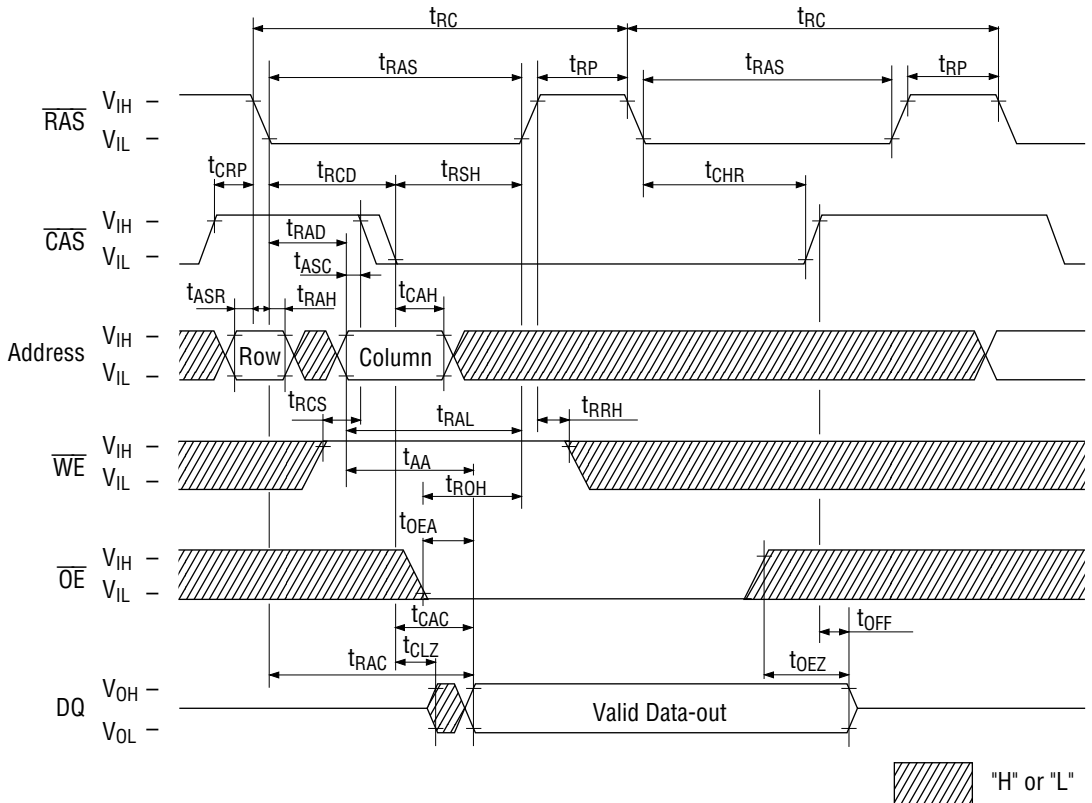 tRC tRC
tRAS tRP tRAS tRP
RAS VIH –
VIL –
tCRP tRCD tRSH tCHR
CAS VIH –
VIL –
tRAD
tASC
tASR tRAH tCAH
Address VIH –
VIL –
Row Column
tRCS tRAL tRRH
WE VIH –
VIL –
tAA
tROH
tOEA
OE VIH –
VIL –
tCAC tOFF
tCLZ
tRAC tOEZ
DQ VOH –
VOL –
Valid Data-out
"H" or "L"